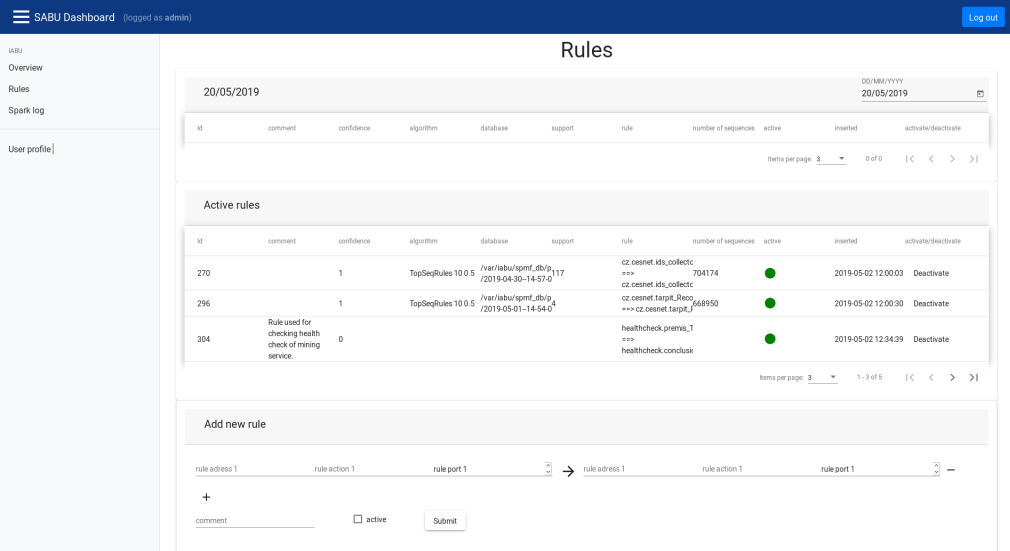 SABU Dashboard (logged as admin)
Log out
IABU
Overview
Rules
Spark log
User profile
Rules
20/05/2019
DD/MM/YYYY
20/05/2019
Id comment confidence algorithm database support rule number of sequences active inserted activate/deactivate
Items per page: 3 0 of 0
Active rules
Id comment confidence algorithm database support rule number of sequences active inserted activate/deactivate
270 1 TopSeqRules 10 0.5 /var/iabu/spmf_db/p /2019-04-30--14-57-0 117 cz.cesnet.ids_collecto ==> cz.cesnet.ids_collectc 704174 2019-05-02 12:00:03 Deactivate
296 1 TopSeqRules 10 0.5 /var/iabu/spmf_db/p /2019-05-01--14-54-0 4 cz.cesnet.tarpit_Reco ==> cz.cesnet.tarpit_F 668950 2019-05-02 12:00:30 Deactivate
304 Rule used for checking health check of mining service. 0 healthcheck.premis_T ==> healthcheck.conclusi 2019-05-02 12:34:39 Deactivate
Items per page: 3 1 - 3 of 5
Add new rule
rule adress 1 rule action 1 rule port 1 → rule adress 1 rule action 1 rule port 1 −
+
comment active Submit